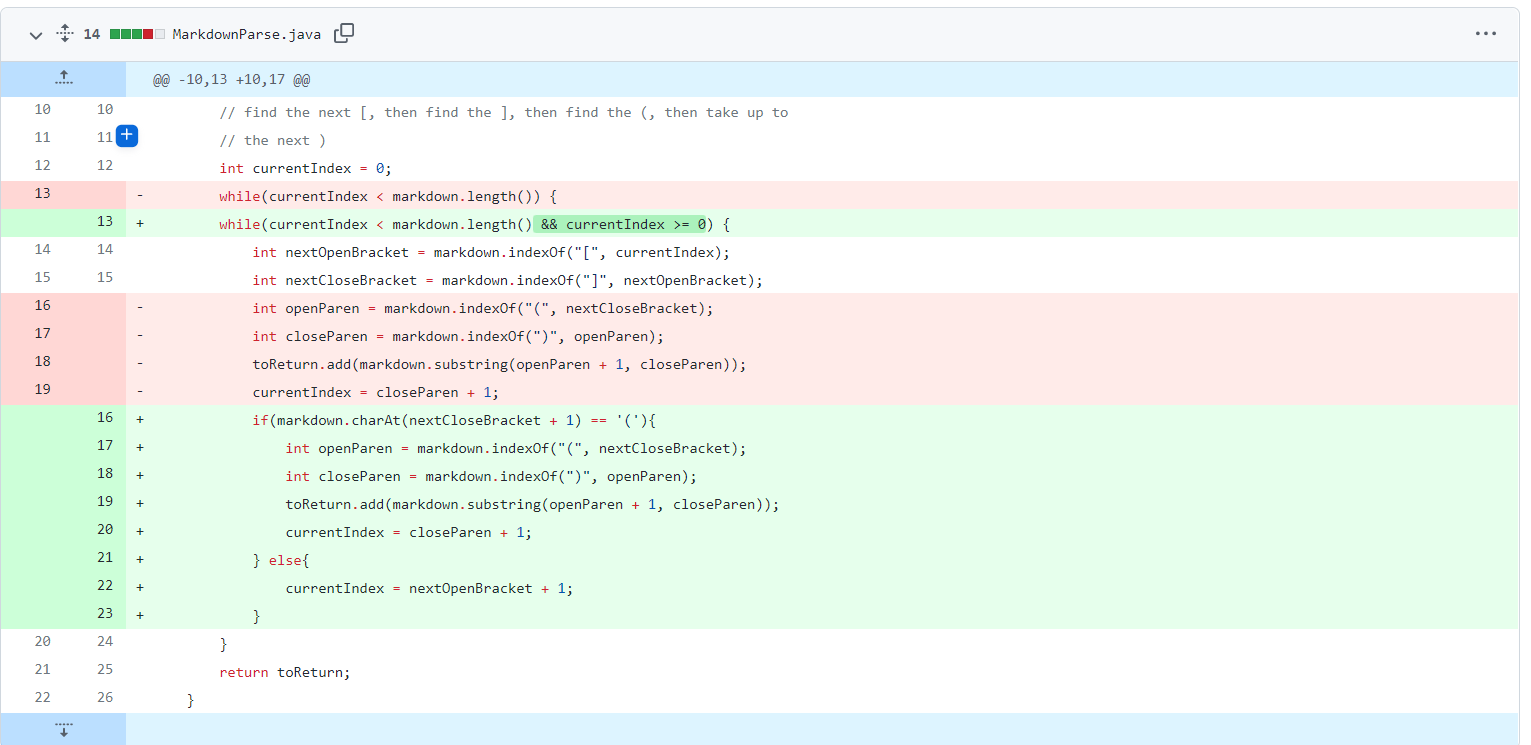 14 MarkdownParse.java
@@ -10,13 +10,17 @@
10 10 // find the next [, then find the ], then find the (, then take up to
11 11 + // the next )
12 12 int currentIndex = 0;
13 - while(currentIndex < markdown.length()) {
13 + while(currentIndex < markdown.length() && currentIndex >= 0) {
14 14 int nextOpenBracket = markdown.indexOf("[", currentIndex);
15 15 int nextCloseBracket = markdown.indexOf("]", nextOpenBracket);
16 - int openParen = markdown.indexOf("(", nextCloseBracket);
17 - int closeParen = markdown.indexOf(")", openParen);
18 - toReturn.add(markdown.substring(openParen + 1, closeParen));
19 - currentIndex = closeParen + 1;
16 + if(markdown.charAt(nextCloseBracket + 1) == '('){
17 + int openParen = markdown.indexOf("(", nextCloseBracket);
18 + int closeParen = markdown.indexOf(")", openParen);
19 + toReturn.add(markdown.substring(openParen + 1, closeParen));
20 + currentIndex = closeParen + 1;
21 + } else{
22 + currentIndex = nextOpenBracket + 1;
23 + }
20 24 }
21 25 return toReturn;
22 26 }